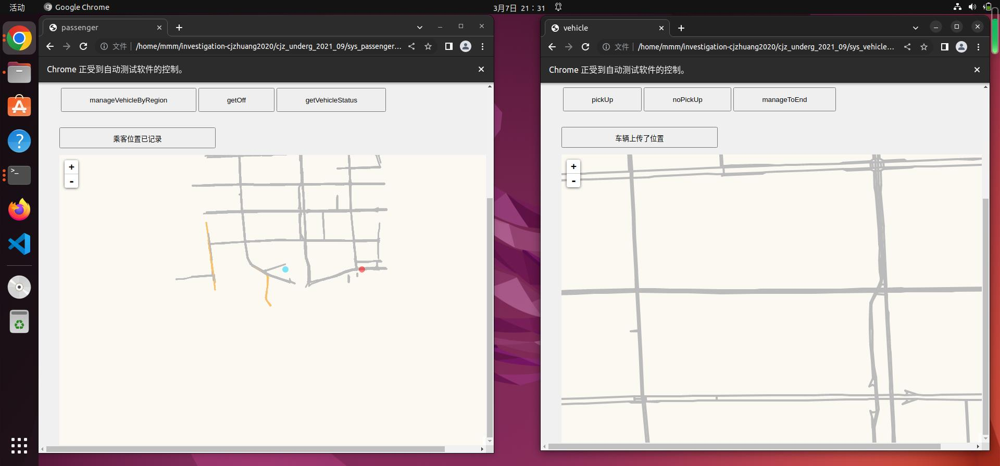 活动
Google Chrome
3月7日 21：31
passenger
文件
/home/mmm/investigation-cjzhuang2020/cjz_underg_2021_09/sys_passenger...
Chrome 正受到自动测试软件的控制。
manageVehicleByRegion
getOff
getVehicleStatus
乘客位置已记录
+
-
vehicle
文件
/home/mmm/investigation-cjzhuang2020/cjz_underg_2021_09/sys_vehicle...
Chrome 正受到自动测试软件的控制。
pickUp
noPickUp
manageToEnd
车辆上传了位置
+
-